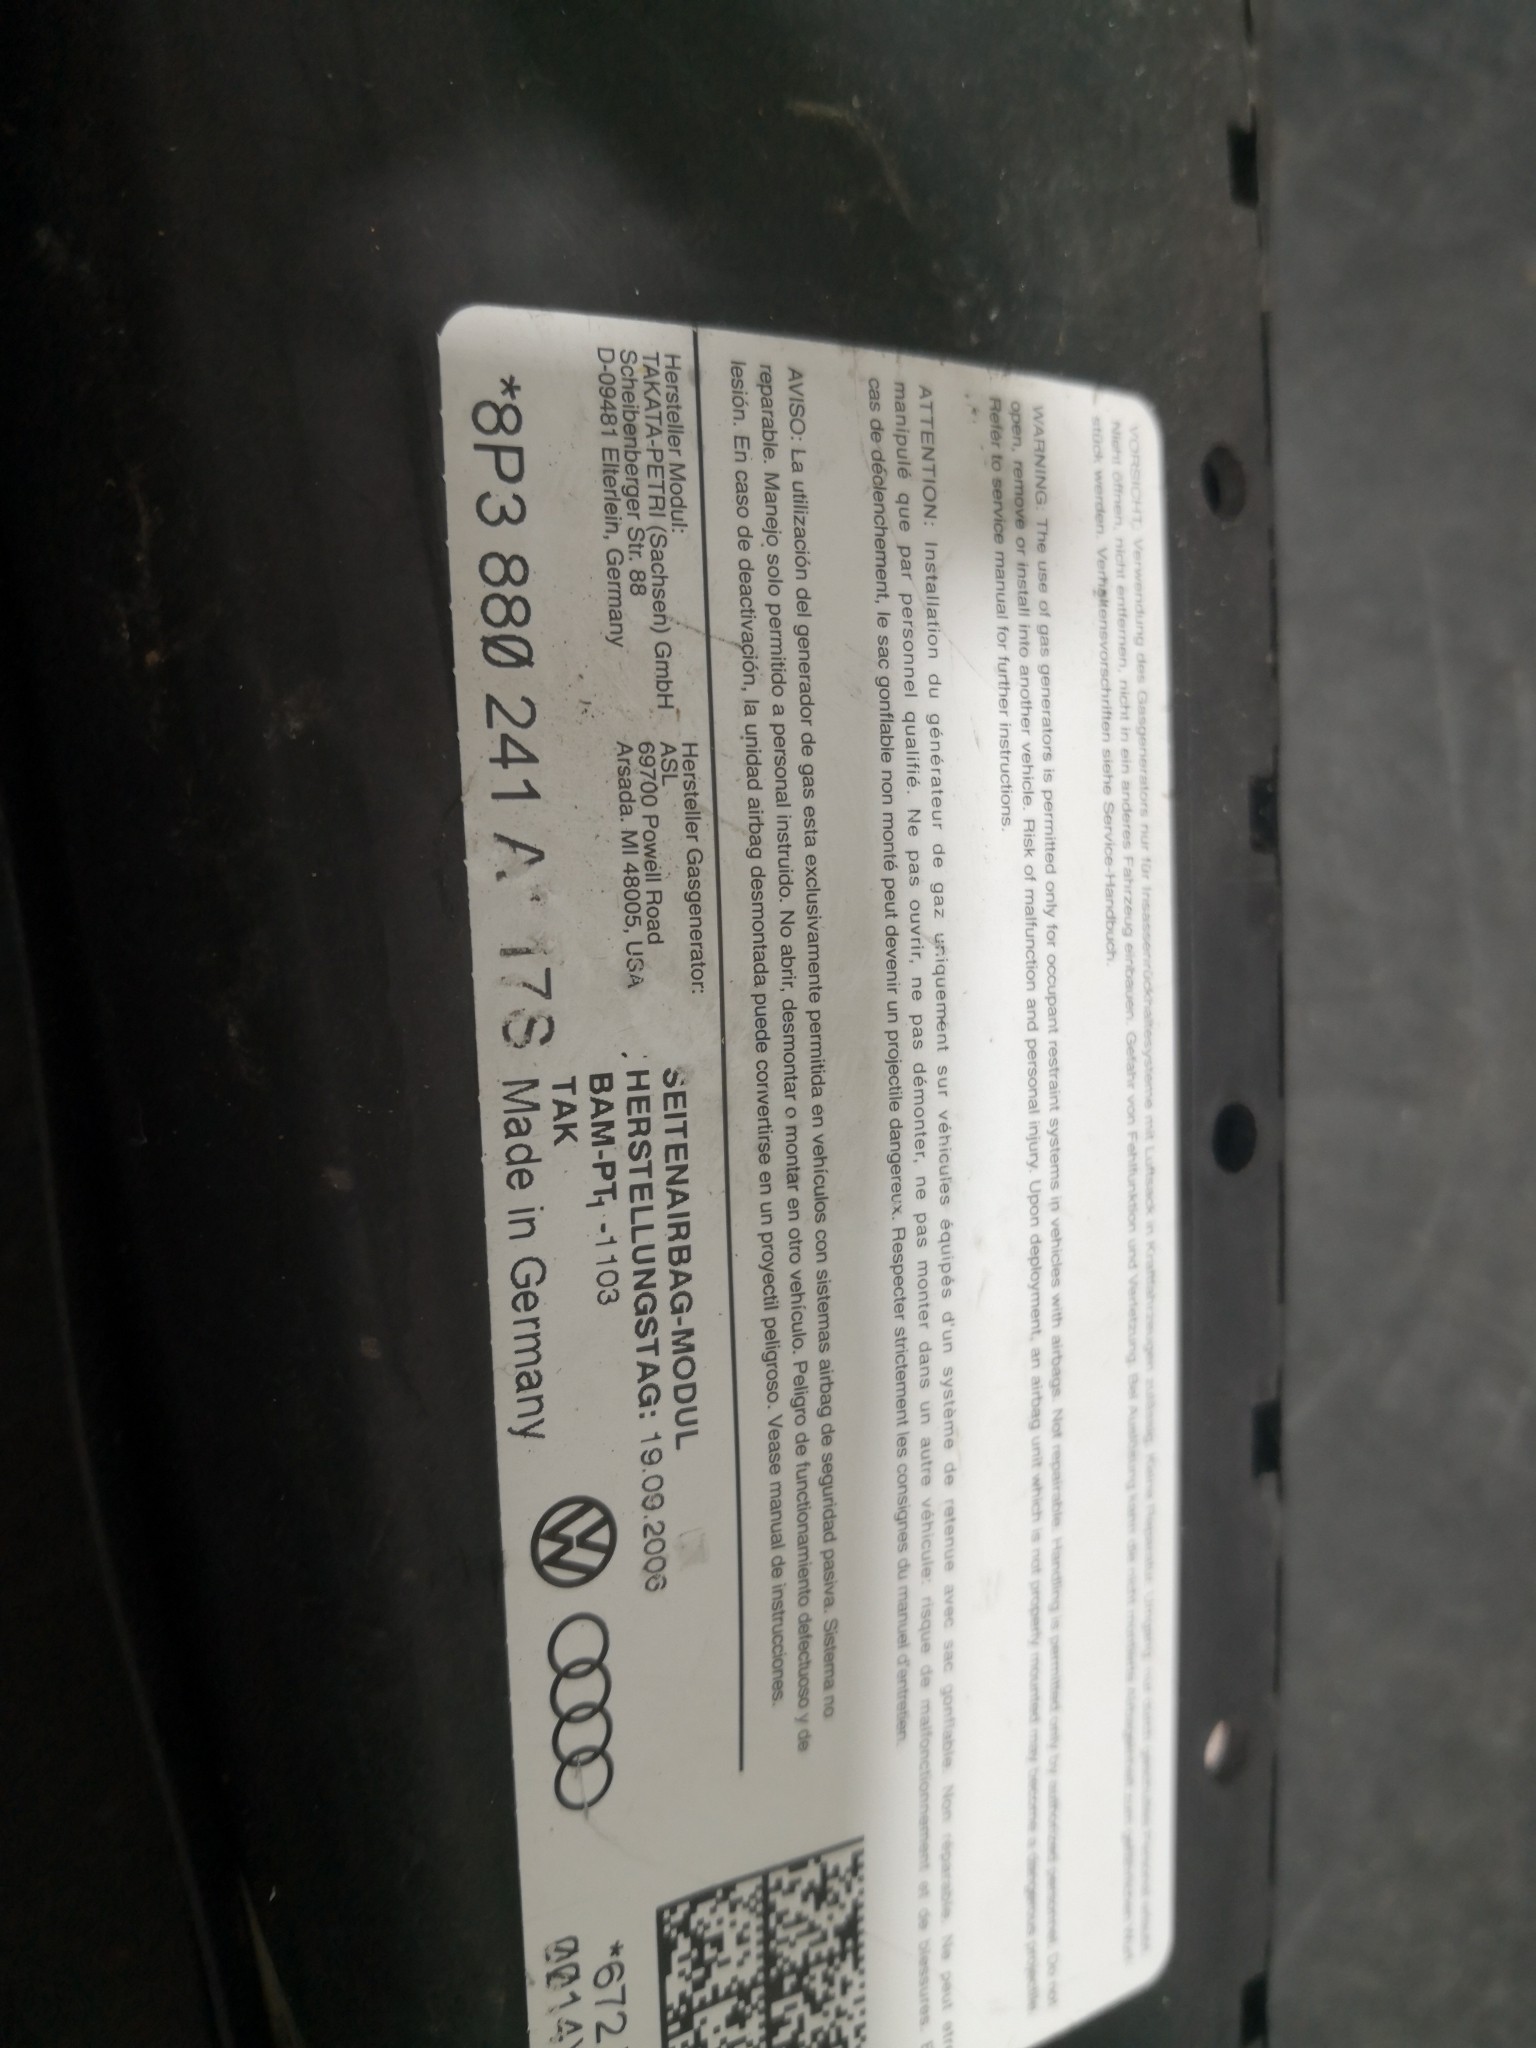 VORSICHT, Verwendung des Gasgenerators nur für Insassenrückhaltesysteme mit Luftsack in Kraftfahrzeugen zulässig.
Nicht öffnen, nicht entfernen, nicht in ein anderes Fahrzeug einbauen. Gefahr von Fehlfunktion und Verletzung.
stück werden. Verhaltensvorschriften siehe Service-Handbuch.
WARNING: The use of gas generators is permitted only for occupant restraint systems in vehicles with airbags. Not repairable. Handling is permitted only by authorized personnel. Do not
open, remove or install into another vehicle. Risk of malfunction and personal injury. Upon deployment, an airbag unit which is not properly mounted may become a dangerous projectile.
Refer to service manual for further instructions.
ATTENTION: Installation du générateur de gaz uniquement sur véhicules équipés d'un système de retenue avec sac gonflable. Non réparable. Ne peut
manipulé que par personnel qualifié. Ne pas ouvrir, ne pas démonter, ne pas monter dans un autre véhicule: risque de malfonctionnement et de blessures.
cas de déclenchement, le sac gonflable non monté peut devenir un projectile dangereux. Respecter strictement les consignes du manuel d'entretien.
AVISO: La utilización del generador de gas esta exclusivamente permitida en vehículos con sistemas airbag de seguridad pasiva. Sistema no
reparable. Manejo solo permitido a personal instruido. No abrir, desmontar o montar en otro vehículo. Peligro de functionamiento defectuoso y de
lesión. En caso de deactivación, la unidad airbag desmontada puede convertirse en un proyectil peligroso. Vease manual de instrucciones.
Hersteller Modul:
TAKATA-PETRI (Sachsen) GmbH
Scheibenberger Str. 88
D-09481 Elterlein, Germany
Hersteller Gasgenerator:
ASL
69700 Powell Road
Arsada. MI 48005, USA
SEITENAIRBAG-MODUL
HERSTELLUNGSTAG: 19.09.2006
BAM-PT1-1103
TAK
*8P3 880 241 A 17S Made in Germany
*672
001